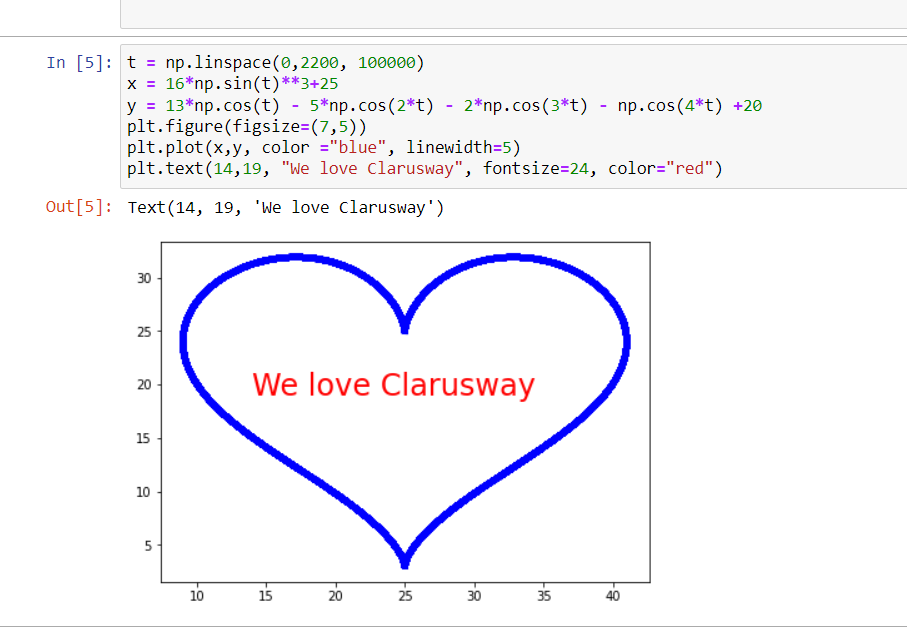 In [5]: t = np.linspace(0,2200, 100000)
x = 16*np.sin(t)**3+25
y = 13*np.cos(t) - 5*np.cos(2*t) - 2*np.cos(3*t) - np.cos(4*t) +20
plt.figure(figsize=(7,5))
plt.plot(x,y, color ="blue", linewidth=5)
plt.text(14,19, "We love Clarusway", fontsize=24, color="red")
Out[5]: Text(14, 19, 'We love Clarusway')
30
25
20
We love Clarusway
15
10
5
10 15 20 25 30 35 40